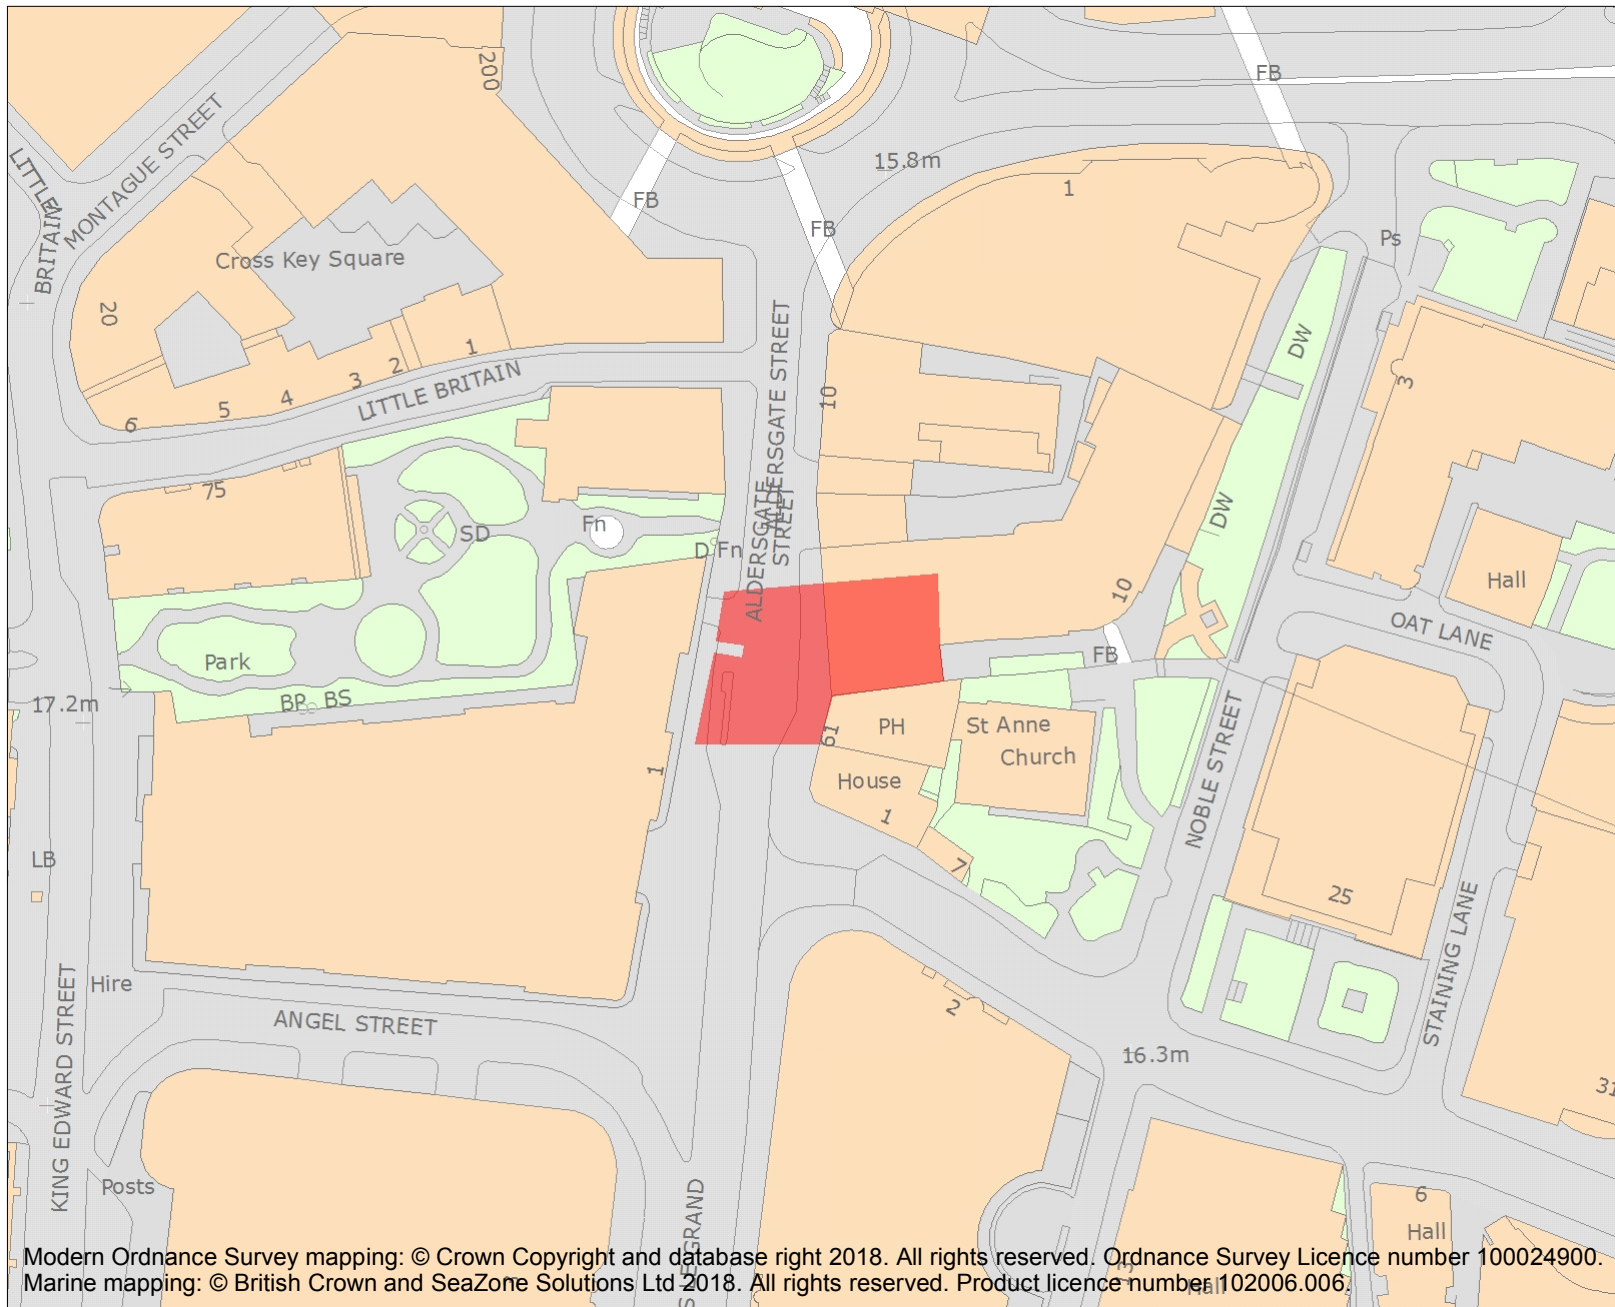 200
FB
LITTLE
BRITAIN
MONTAGUE STREET
15.8m
1
FB
FB
Ps
Cross Key Square
20
DW
3
1
2
3
4
5
6
LITTLE BRITAIN
ALDERSGATE STREET
10
75
SD
Fn
D Fn
ALDERSGATE
STREET
DW
10
Hall
OAT LANE
Park
FB
17.2m
BP
BS
61
PH
St Anne
Church
House
1
1
7
NOBLE STREET
LB
25
STAINING LANE
Hire
KING EDWARD STREET
ANGEL STREET
2
16.3m
31
Posts
6
Hall
GRAND
13
Hall
Modern Ordnance Survey mapping: © Crown Copyright and database right 2018. All rights reserved. Ordnance Survey Licence number 100024900.
Marine mapping: © British Crown and SeaZone Solutions Ltd 2018. All rights reserved. Product licence number 102006.006.